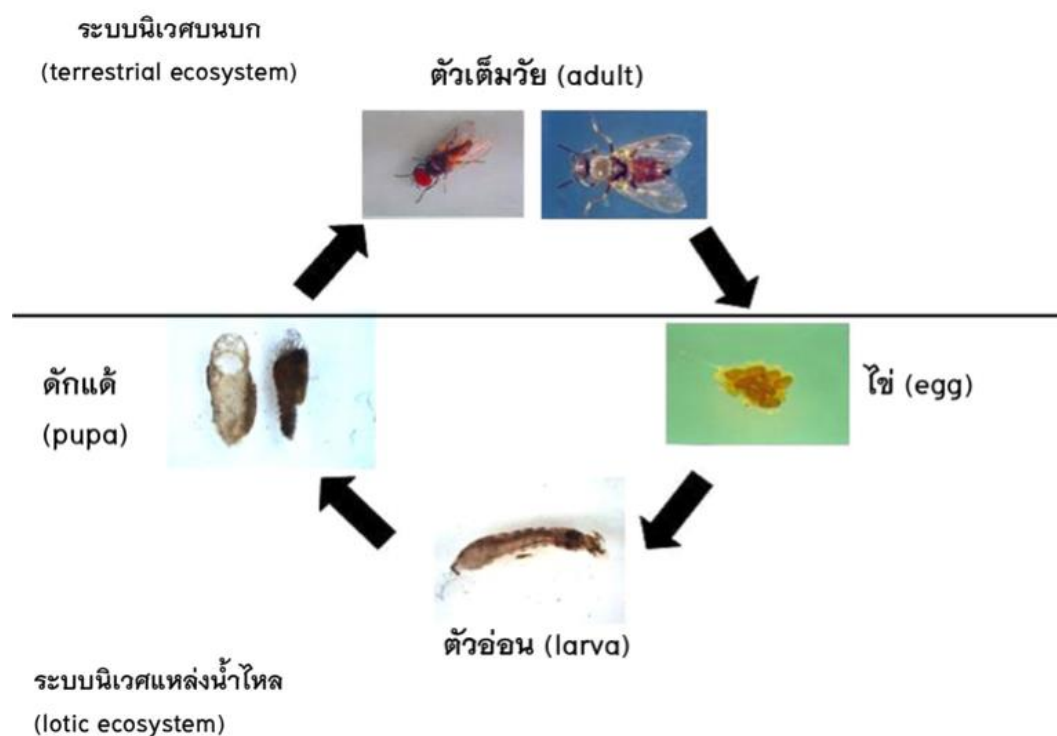 ระบบนิเวศบนบก
(terrestrial ecosystem)
ตัวเต็มวัย (adult)
ดักแด้
(pupa)
ไข่ (egg)
ตัวอ่อน (larva)
ระบบนิเวศแหล่งน้ำไหล
(lotic ecosystem)